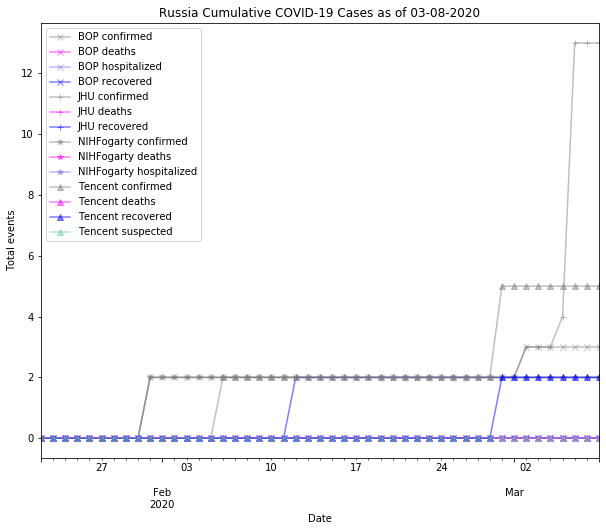 Russia Cumulative COVID-19 Cases as of 03-08-2020
BOP confirmed
BOP deaths
BOP hospitalized
BOP recovered
JHU confirmed
JHU deaths
JHU recovered
NIHFogarty confirmed
NIHFogarty deaths
NIHFogarty hospitalized
Tencent confirmed
Tencent deaths
Tencent recovered
Tencent suspected
Total events
12
10
8
6
4
2
0
27 03 10 17 24 02
Feb Mar
2020
Date